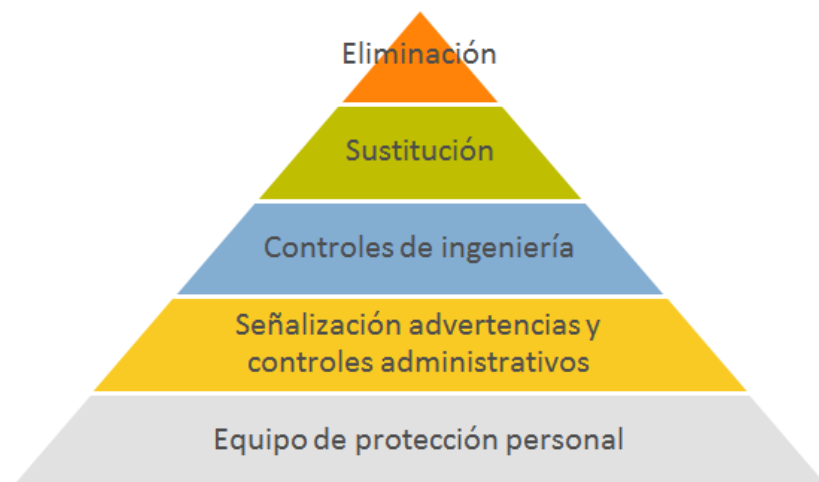 Eliminación
Sustitución
Controles de ingeniería
Señalización advertencias y
controles administrativos
Equipo de protección personal